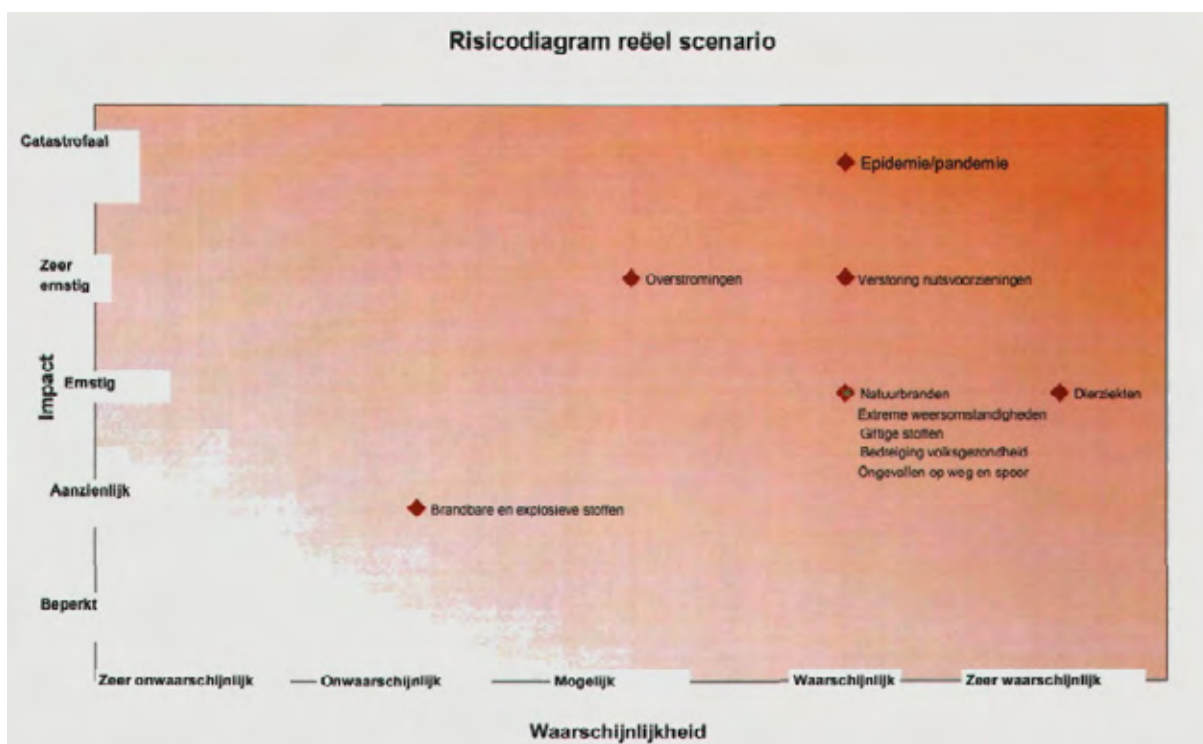 Risicodiagram reëel scenario
Catastrofaal
Epidemie/pandemie
Zeer
ernstig
Overstromingen
Verstoring nutsvoorzieningen
Impact
Ernstig
Natuurbranden
Dierziekten
Extreme weersomstandigheden
Giftige stoffen
Bedreiging volksgezondheid
Ongevollen op weg en spoor
Aanzienlijk
Brandbare en explosieve stoffen
Beperkt
Zeer onwaarschijnlijk
Onwaarschijnlijk
Mogelijk
Waarschijnlijk
Zeer waarschijnlijk
Waarschijnlijkheid